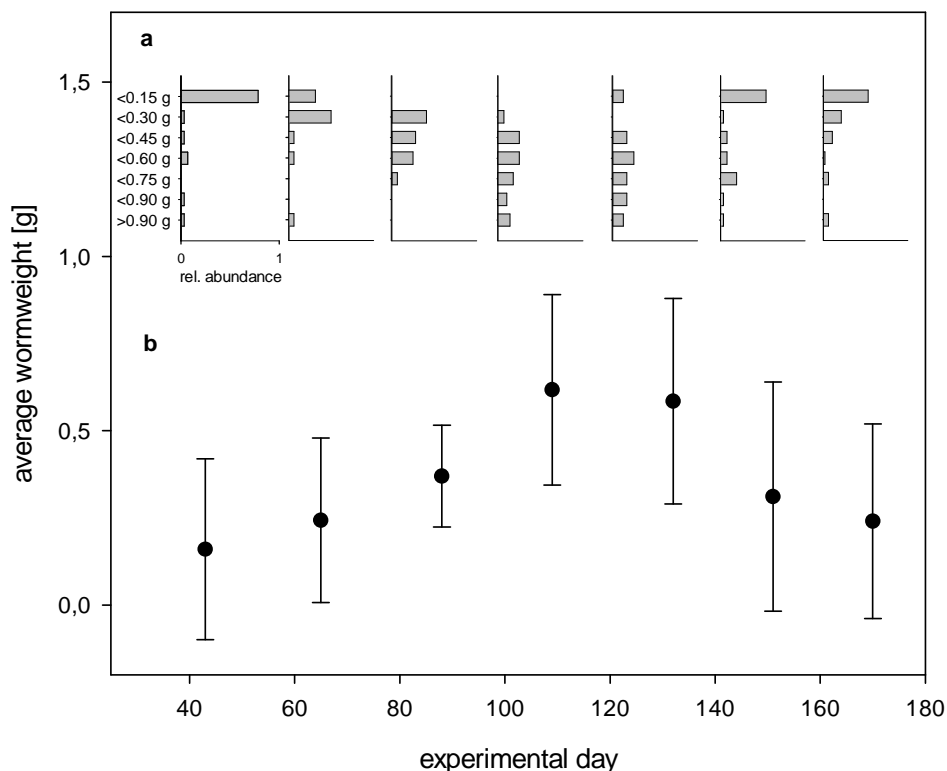 a
<0.15 g
<0.30 g
<0.45 g
<0.60 g
<0.75 g
<0.90 g
>0.90 g
0 1
rel. abundance
b
average wormweight [g]
1,5
1,0
0,5
0,0
40 60 80 100 120 140 160 180
experimental day